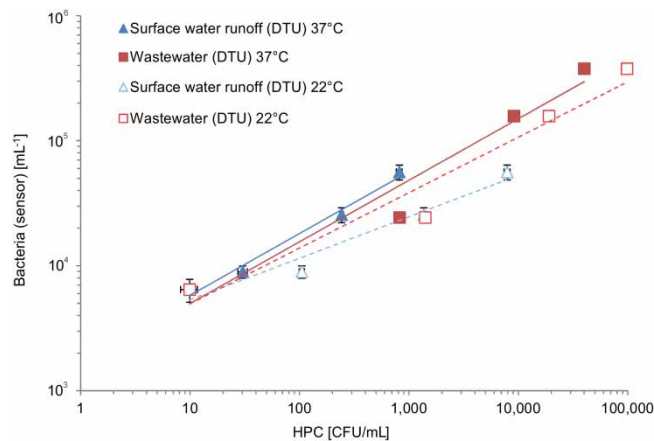 10⁶
Surface water runoff (DTU) 37°C
Wastewater (DTU) 37°C
Surface water runoff (DTU) 22°C
Wastewater (DTU) 22°C
10⁵
Bacteria (sensor) [mL⁻¹]
10⁴
10³
1 10 100 1,000 10,000 100,000
HPC [CFU/mL]